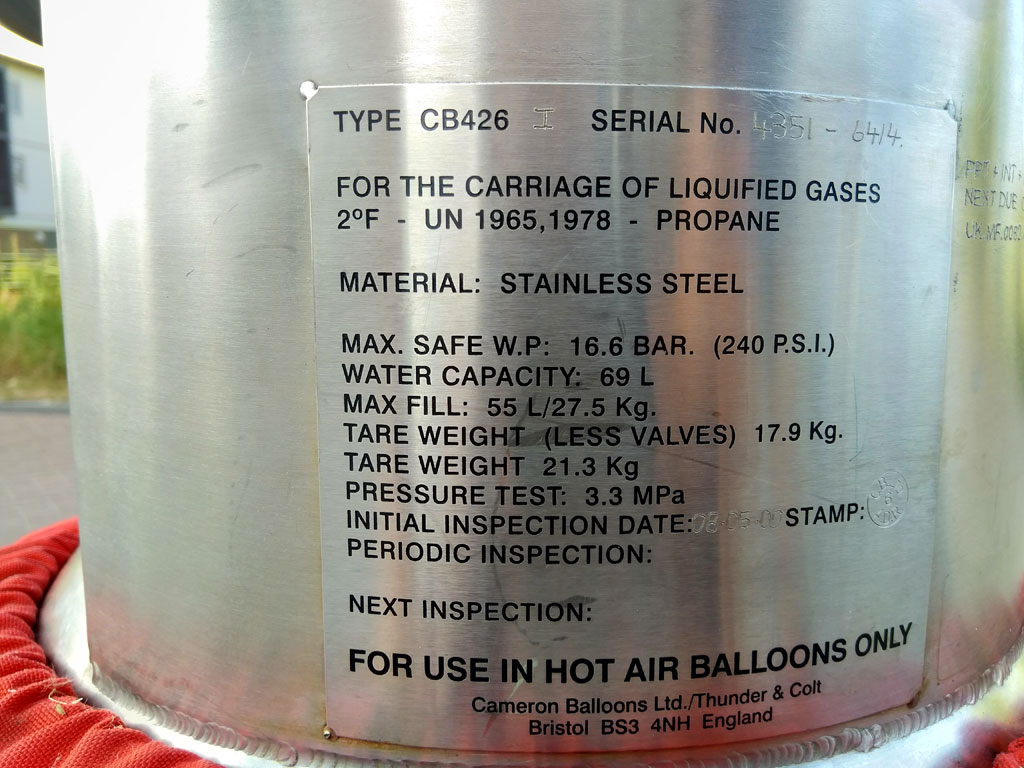 TYPE CB426 I SERIAL No. 4351 - 6414.
FOR THE CARRIAGE OF LIQUIFIED GASES
2ºF - UN 1965,1978 - PROPANE
MATERIAL: STAINLESS STEEL
MAX. SAFE W.P: 16.6 BAR. (240 P.S.I.)
WATER CAPACITY: 69 L
MAX FILL: 55 L/27.5 Kg.
TARE WEIGHT (LESS VALVES) 17.9 Kg.
TARE WEIGHT 21.3 Kg
PRESSURE TEST: 3.3 MPa
INITIAL INSPECTION DATE: STAMP:
PERIODIC INSPECTION:
NEXT INSPECTION:
FOR USE IN HOT AIR BALLOONS ONLY
Cameron Balloons Ltd./Thunder & Colt
Bristol BS3 4NH England
+ INT +
NEXT DUE
UK.MF.0082